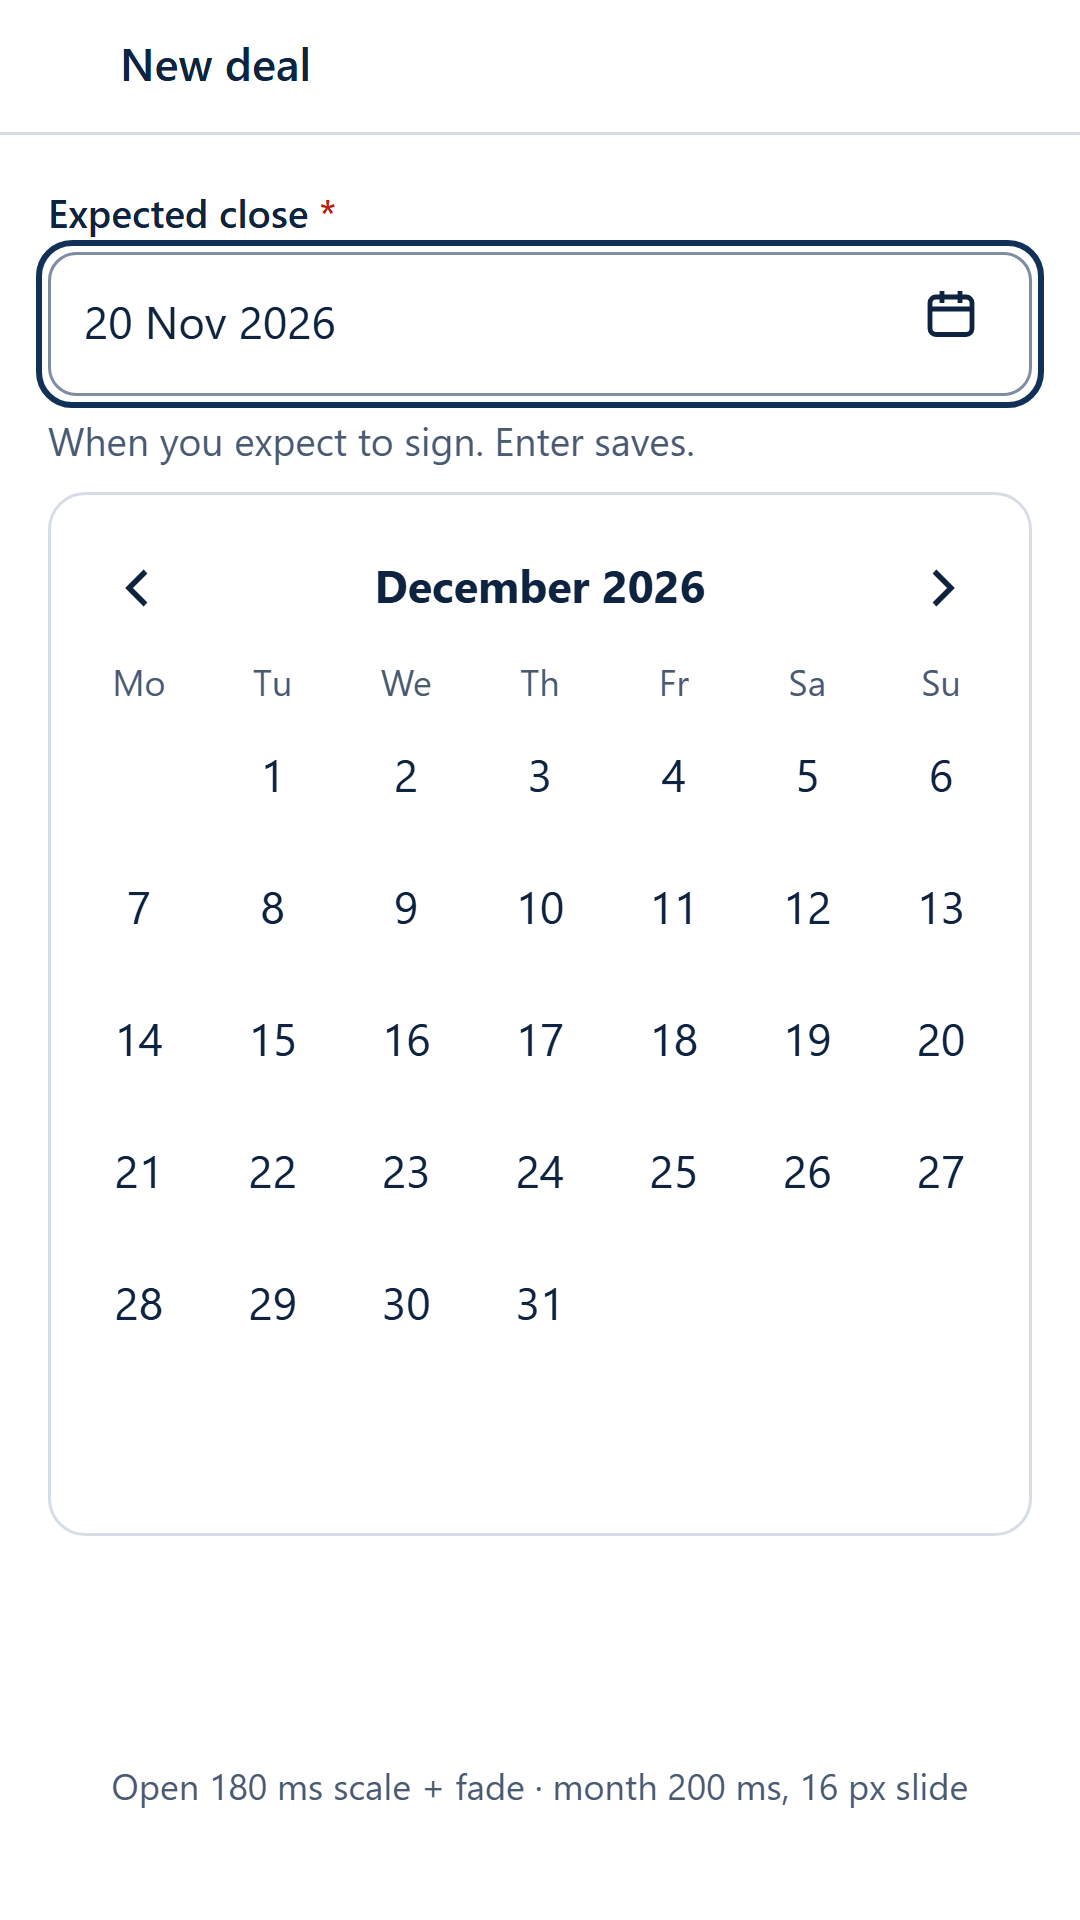 New deal
Expected close *
20 Nov 2026
When you expect to sign. Enter saves.
December 2026
Mo Tu We Th Fr Sa Su
1 2 3 4 5 6
7 8 9 10 11 12 13
14 15 16 17 18 19 20
21 22 23 24 25 26 27
28 29 30 31
Open 180 ms scale + fade · month 200 ms, 16 px slide